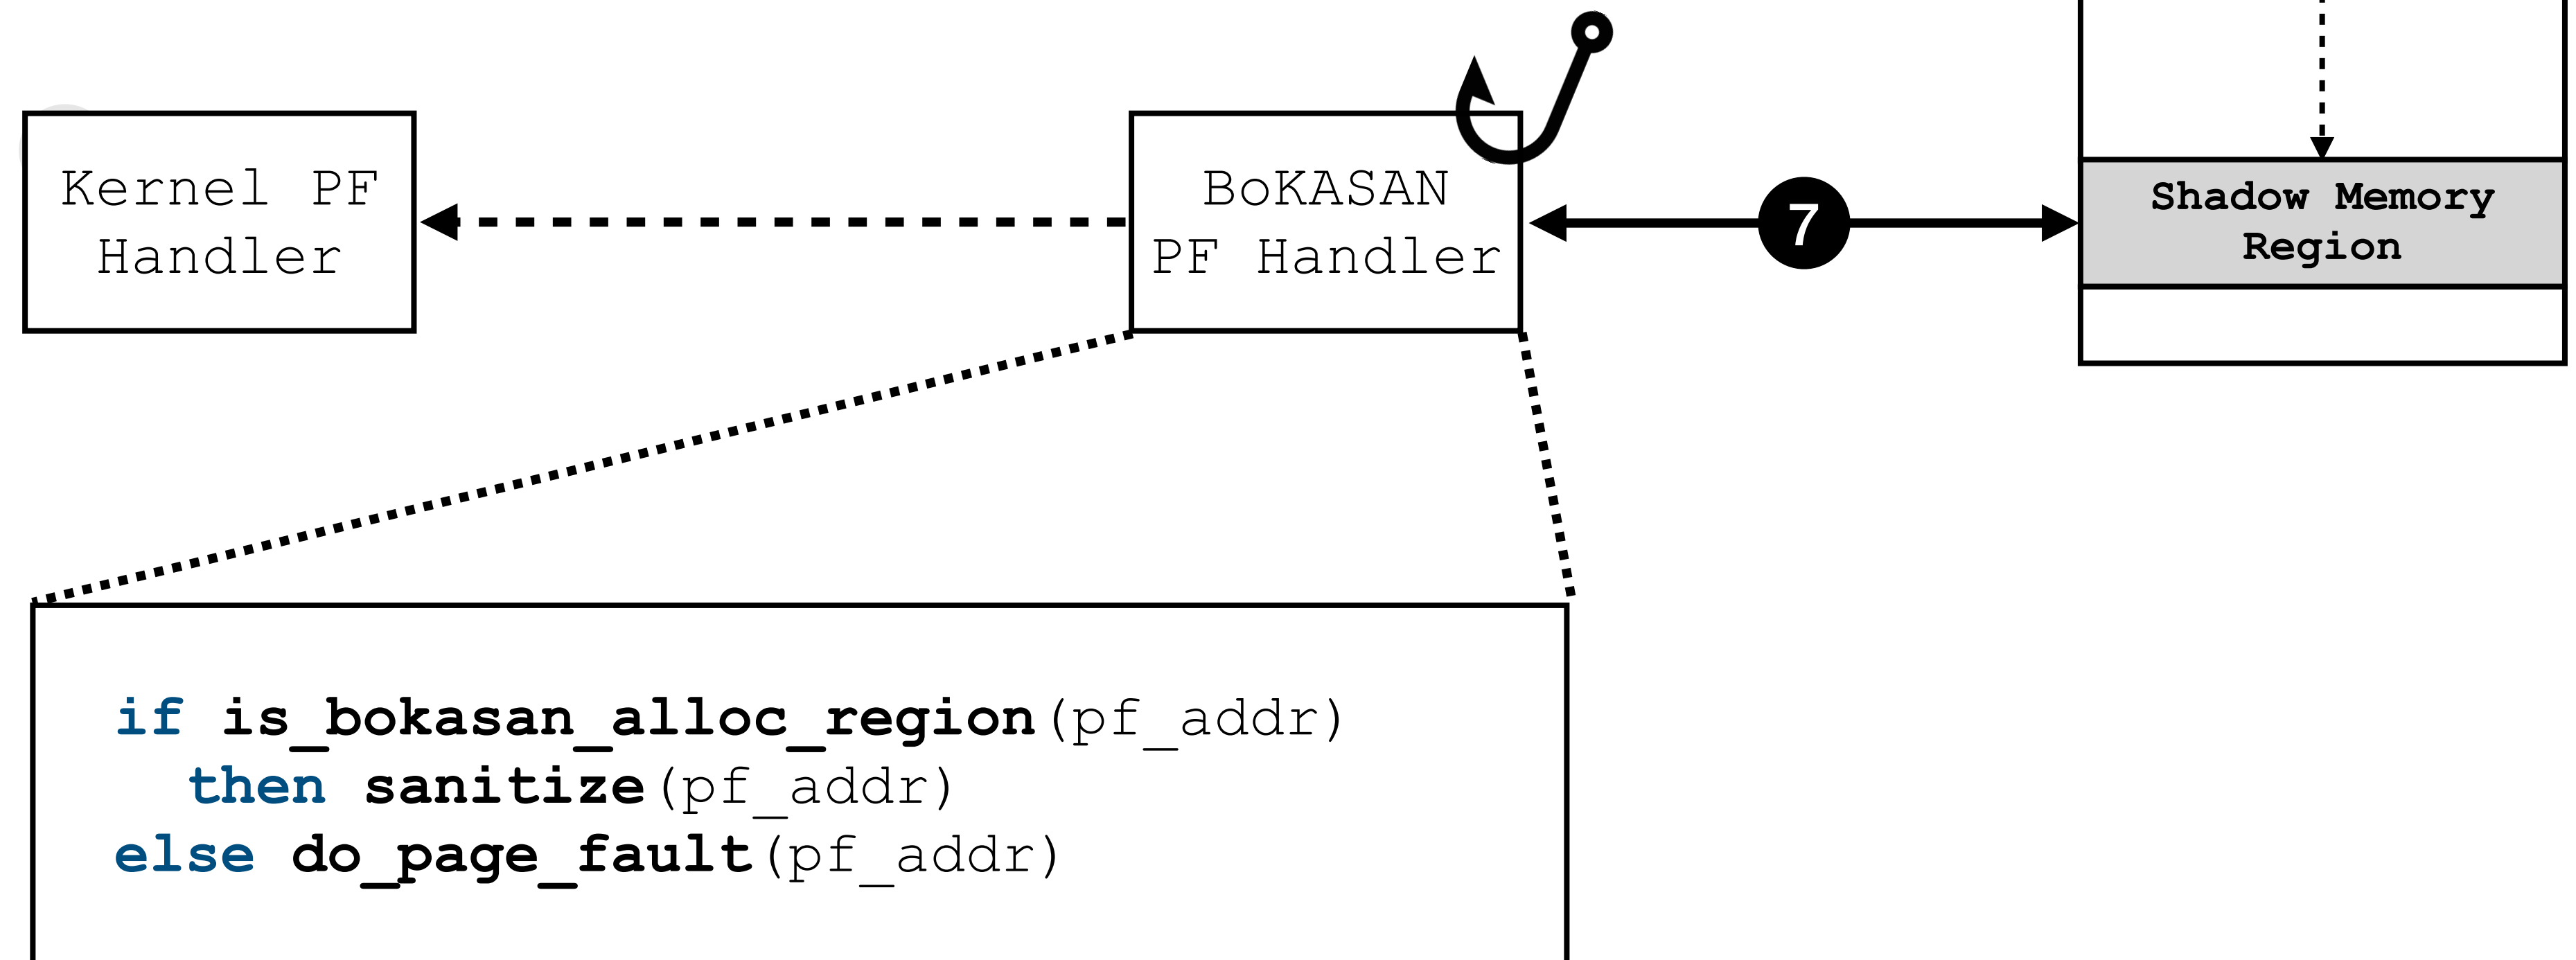 Kernel PF
Handler
BoKASAN
PF Handler
7
Shadow Memory
Region
if is_bokasan_alloc_region(pf_addr)
then sanitize(pf_addr)
else do_page_fault(pf_addr)